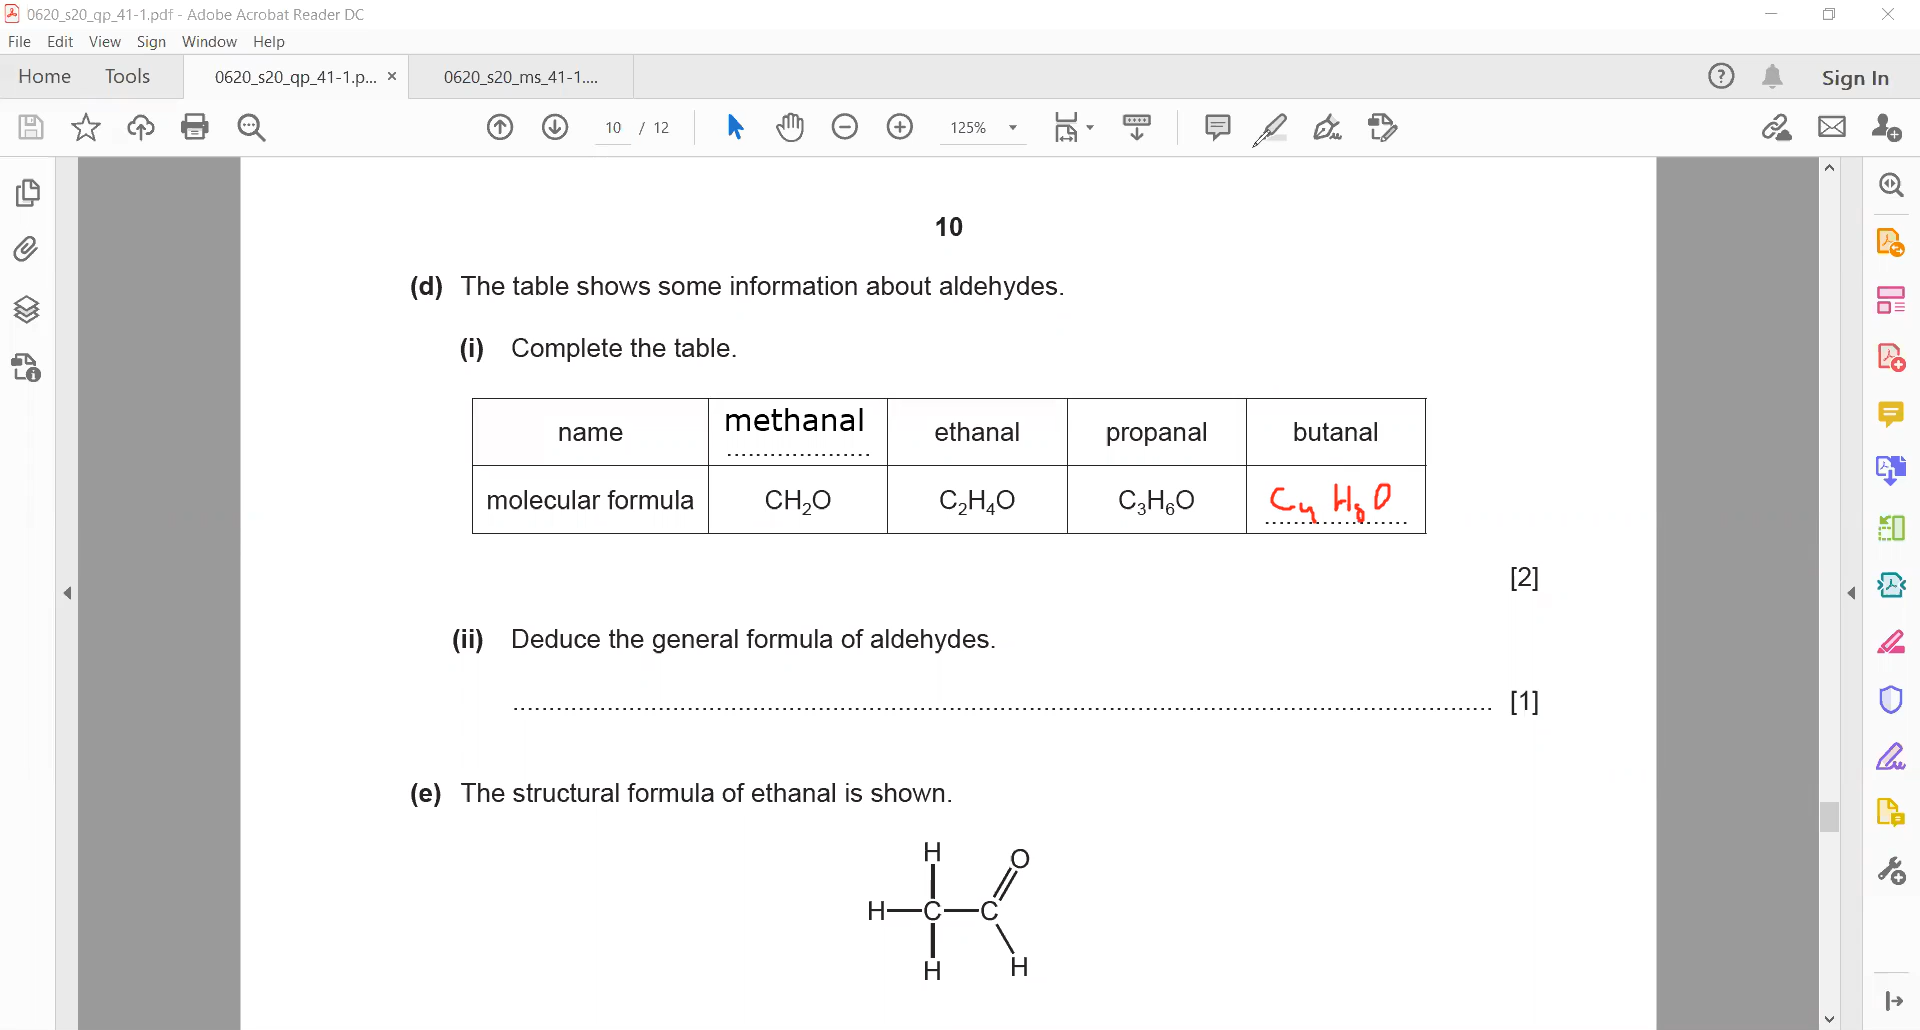 0620_s20_qp_41-1.pdf - Adobe Acrobat Reader DC
File Edit View Sign Window Help
Home Tools 0620_s20_qp_41-1.p... × 0620_s20_ms_41-1.... Sign In
10 / 12 125%
10
(d) The table shows some information about aldehydes.
(i) Complete the table.
name methanal ethanal propanal butanal
molecular formula CH₂O C₂H₄O C₃H₆O C₄H₈O
[2]
(ii) Deduce the general formula of aldehydes.
[1]
(e) The structural formula of ethanal is shown.
H O
H C C
H H